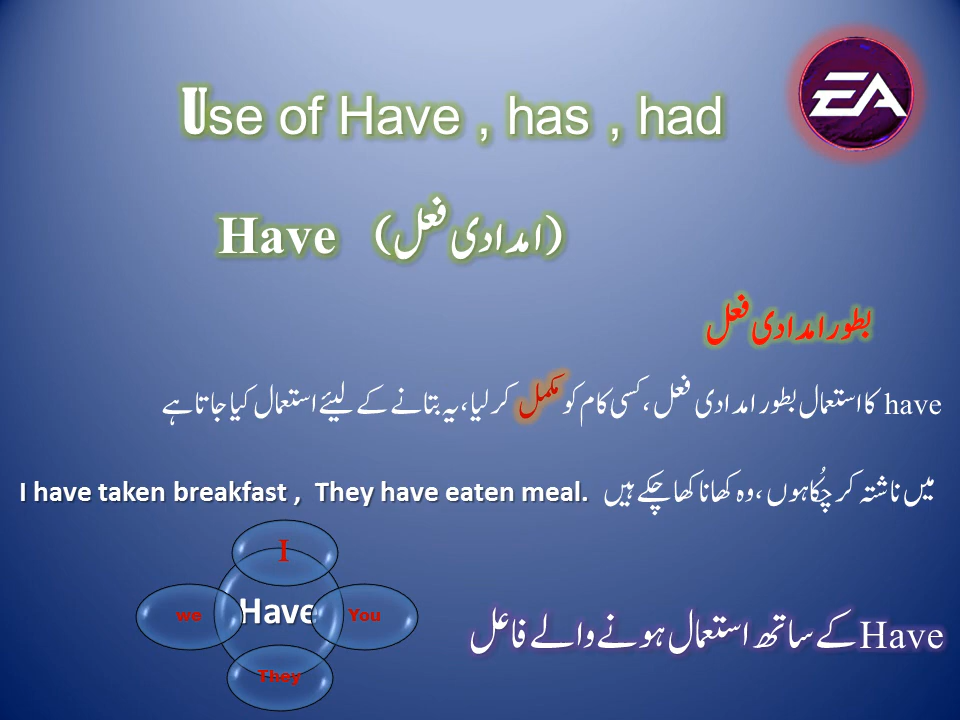 EA
Use of Have , has , had
Have (امدادی فعل)
بطور امدادی فعل
have کا استعمال بطور امدادی فعل ،کسی کام کو مکمل کر لیا،یہ بتانے کے لیئے استعمال کیا جاتا ہے
I have taken breakfast , They have eaten meal. میں ناشتہ کر چُکا ہوں ،وہ کھانا کھا چکے ہیں
I
we Have You
They
Have کے ساتھ استعمال ہونے والے فاعل